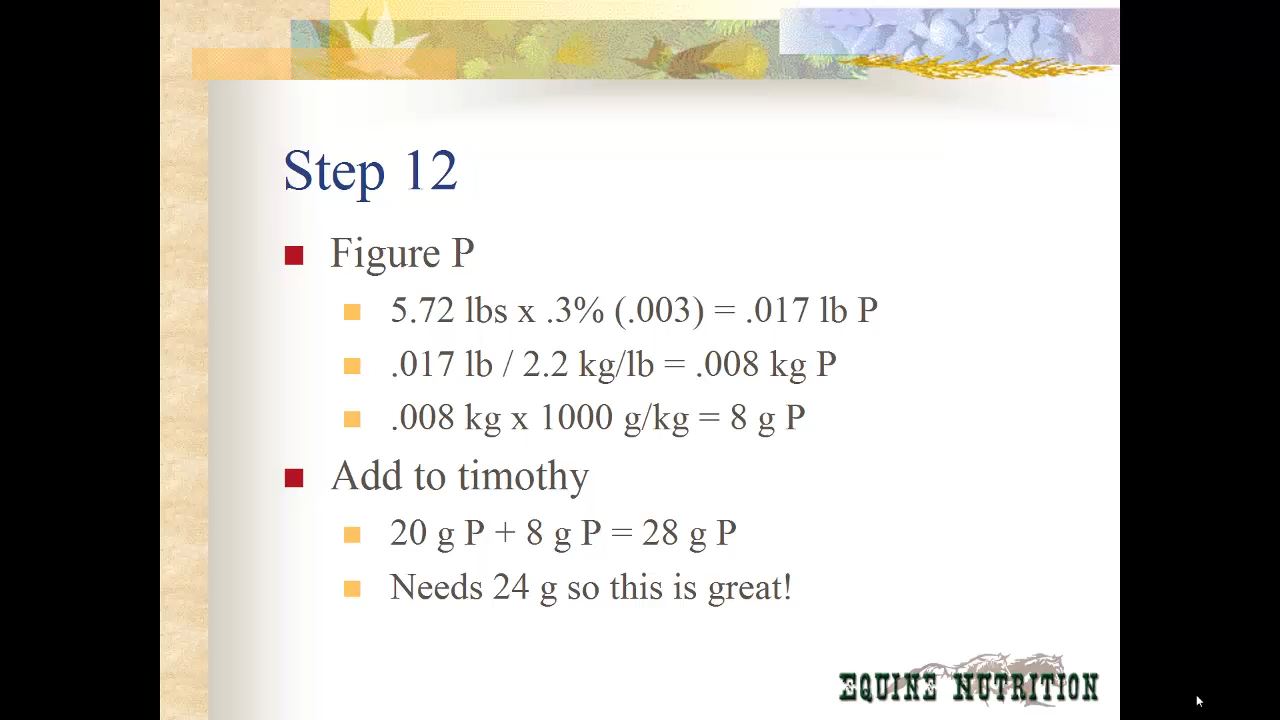 Step 12
Figure P
5.72 lbs x .3% (.003) = .017 lb P
.017 lb / 2.2 kg/lb = .008 kg P
.008 kg x 1000 g/kg = 8 g P
Add to timothy
20 g P + 8 g P = 28 g P
Needs 24 g so this is great!
EQUINE NUTRITION